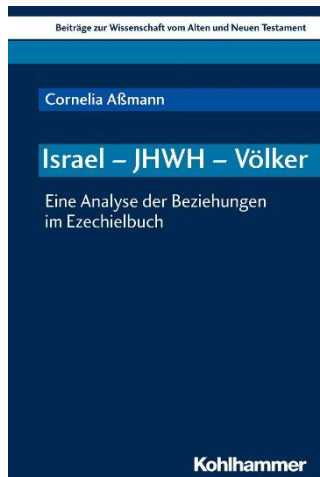 Beiträge zur Wissenschaft vom Alten und Neuen Testament
Cornelia Aßmann
Israel – JHWH – Völker
Eine Analyse der Beziehungen
im Ezechielbuch
Kohlhammer